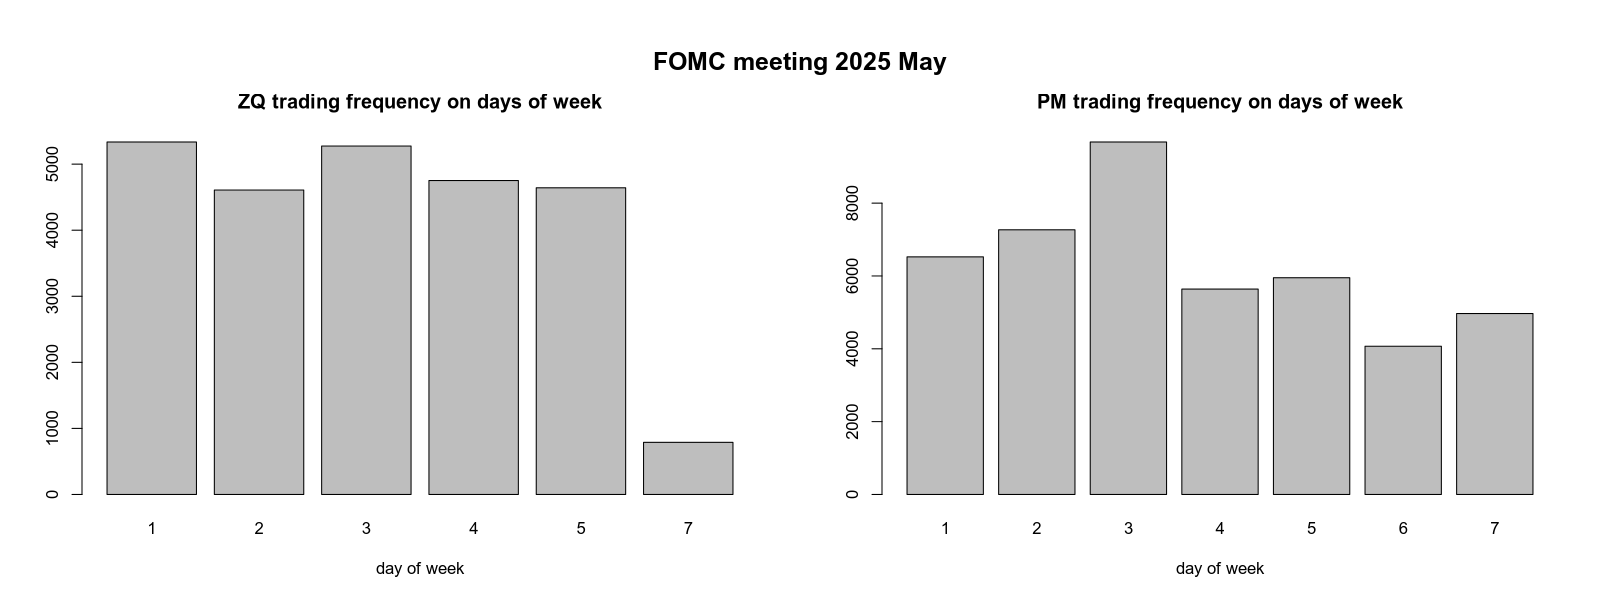 FOMC meeting 2025 May
ZQ trading frequency on days of week
5000
4000
3000
2000
1000
0
1 2 3 4 5 7
day of week
PM trading frequency on days of week
8000
6000
4000
2000
0
1 2 3 4 5 6 7
day of week